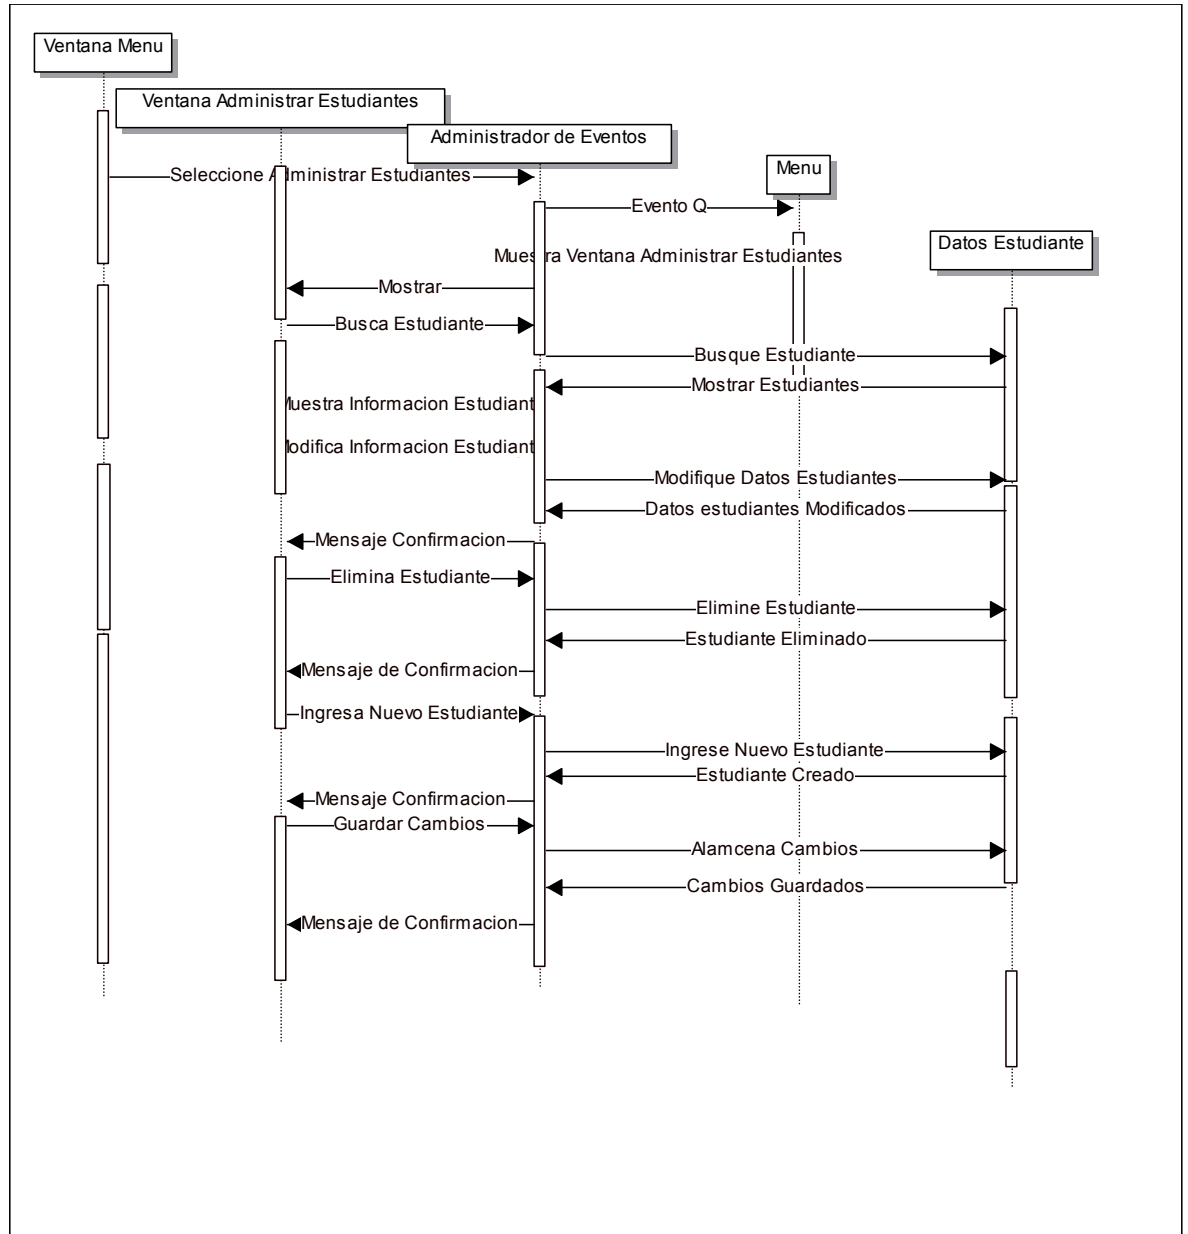 Ventana Menu
Ventana Administrar Estudiantes
Administrador de Eventos
Menu
Seleccione Administrar Estudiantes
Evento Q
Datos Estudiante
Muestra Ventana Administrar Estudiantes
Mostrar
Busca Estudiante
Busque Estudiante
Mostrar Estudiantes
Muestra Informacion Estudiant
Modifica Informacion Estudiant
Modifique Datos Estudiantes
Datos estudiantes Modificados
Mensaje Confirmacion
Elimina Estudiante
Elimine Estudiante
Estudiante Eliminado
Mensaje de Confirmacion
Ingresa Nuevo Estudiante
Ingrese Nuevo Estudiante
Estudiante Creado
Mensaje Confirmacion
Guardar Cambios
Alamcena Cambios
Cambios Guardados
Mensaje de Confirmacion